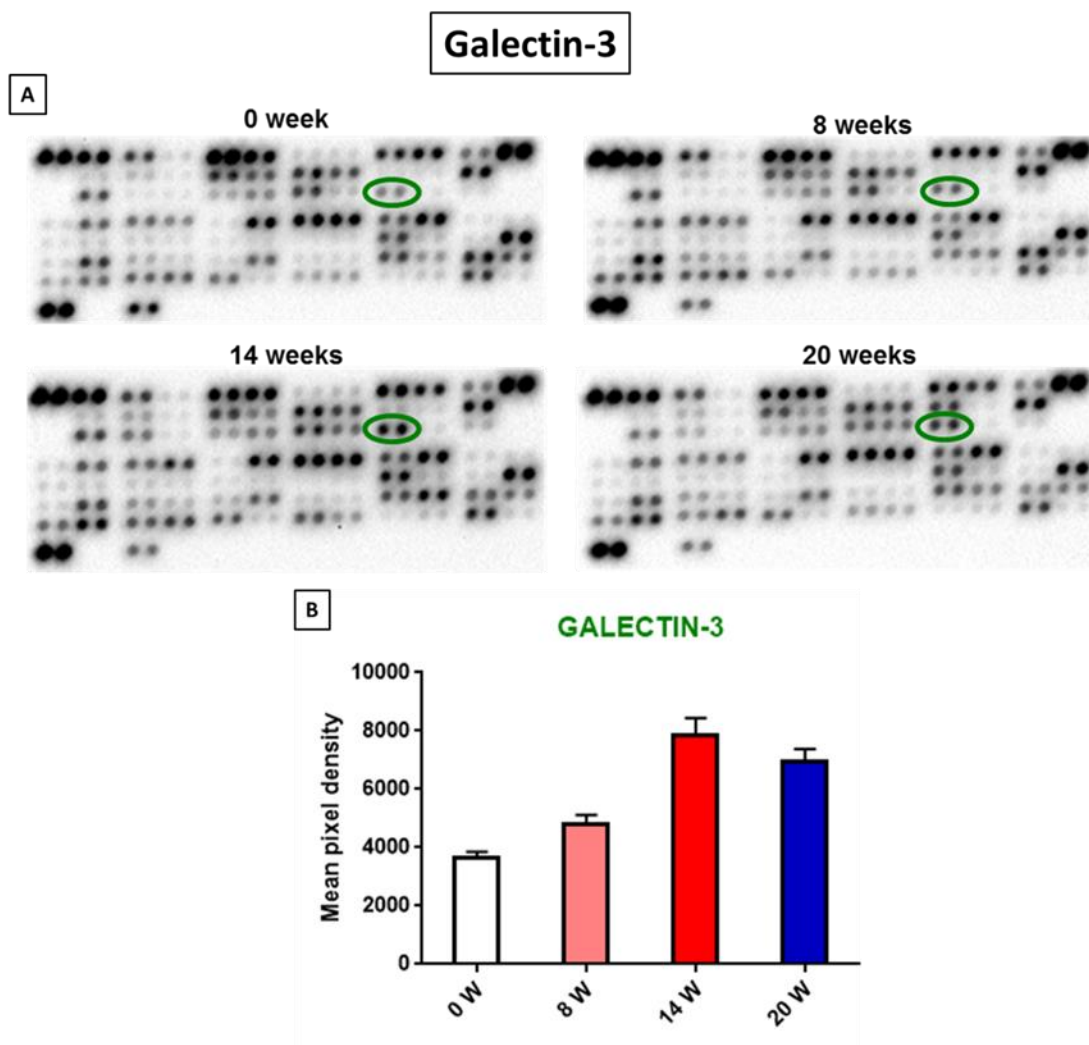 Galectin-3
A
0 week
8 weeks
14 weeks
20 weeks
B
GALECTIN-3
Mean pixel density
10000
8000
6000
4000
2000
0
0 W
8 W
14 W
20 W